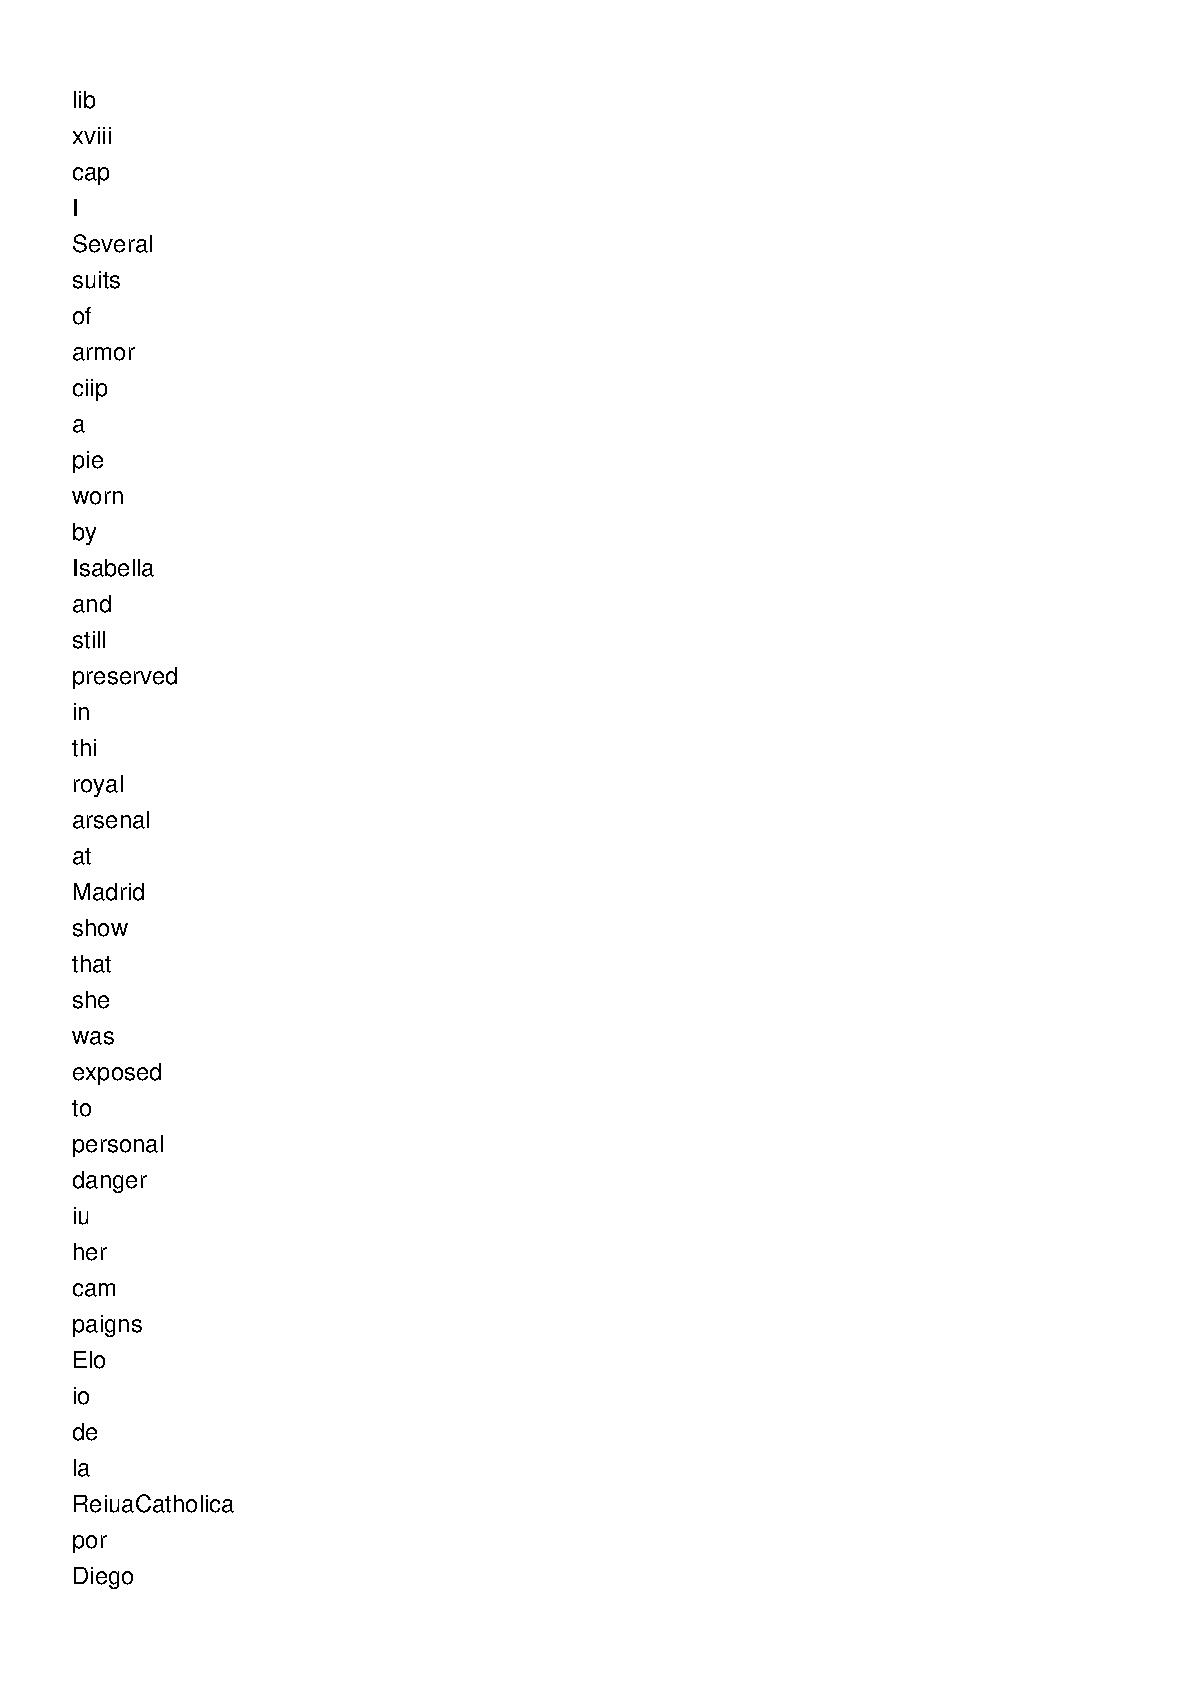 lib
xviii
cap
I
Several
suits
of
armor
ciip
a
pie
worn
by
Isabella
and
still
preserved
in
thi
royal
arsenal
at
Madrid
show
that
she
was
exposed
to
personal
danger
iu
her
cam
paigns
Elo
io
de
la
ReiuaCatholica
por
Diego